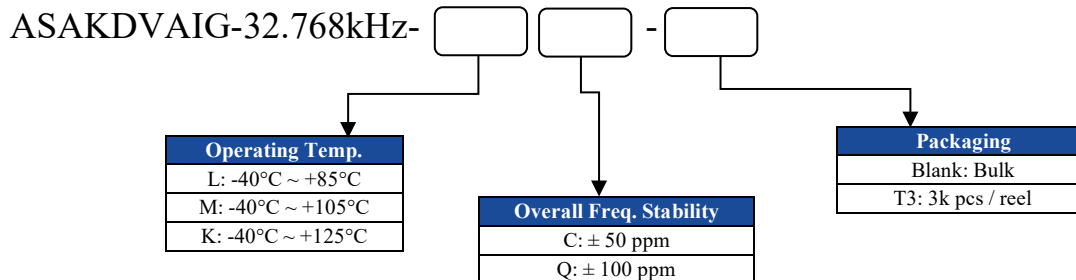 ASAKDVAIG-32.768kHz- -
Operating Temp.
L: -40°C ~ +85°C
M: -40°C ~ +105°C
K: -40°C ~ +125°C
Overall Freq. Stability
C: ± 50 ppm
Q: ± 100 ppm
Packaging
Blank: Bulk
T3: 3k pcs / reel